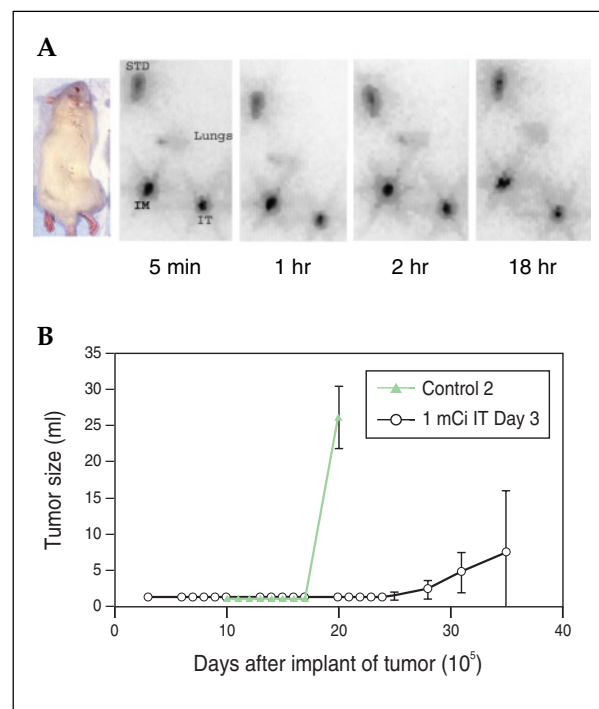 A
STD
Lungs
IM
IT
5 min 1 hr 2 hr 18 hr
B
35
30
25
20
15
10
5
0
Tumor size (ml)
Control 2
1 mCi IT Day 3
0 10 20 30 40
Days after implant of tumor (10⁵)